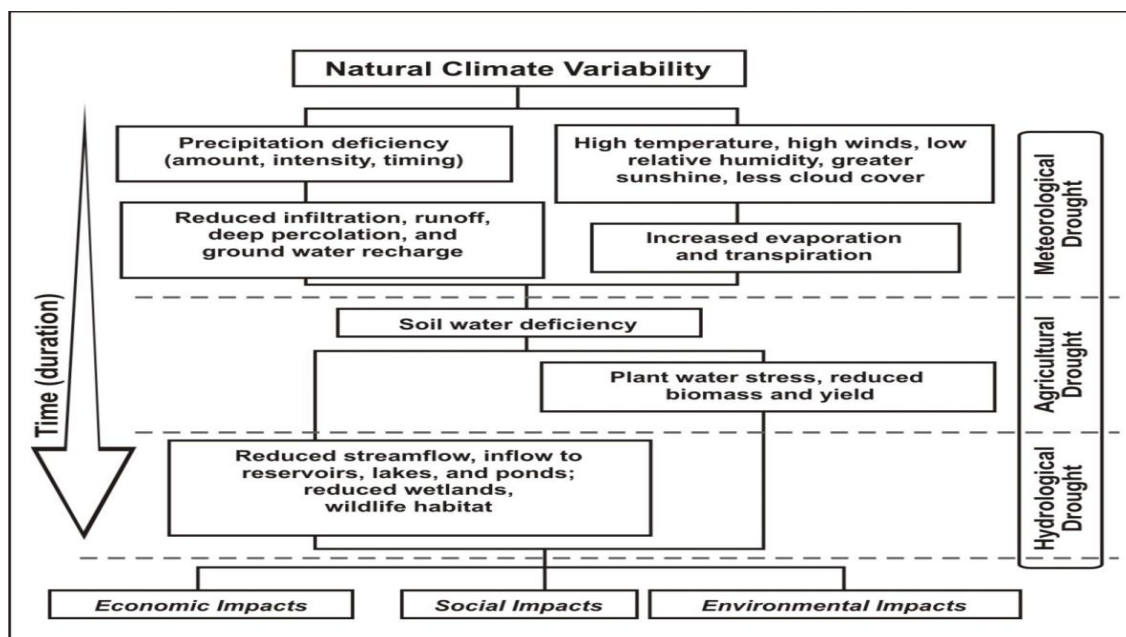 Natural Climate Variability
Precipitation deficiency
(amount, intensity, timing)
High temperature, high winds, low
relative humidity, greater
sunshine, less cloud cover
Reduced infiltration, runoff,
deep percolation, and
ground water recharge
Increased evaporation
and transpiration
Meteorological
Drought
Time (duration)
Soil water deficiency
Plant water stress, reduced
biomass and yield
Agricultural
Drought
Reduced streamflow, inflow to
reservoirs, lakes, and ponds;
reduced wetlands,
wildlife habitat
Hydrological
Drought
Economic Impacts
Social Impacts
Environmental Impacts